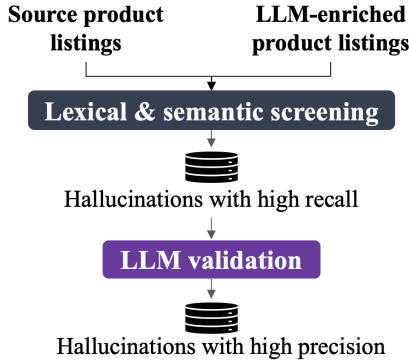 Source product
listings
LLM-enriched
product listings
Lexical & semantic screening
Hallucinations with high recall
LLM validation
Hallucinations with high precision